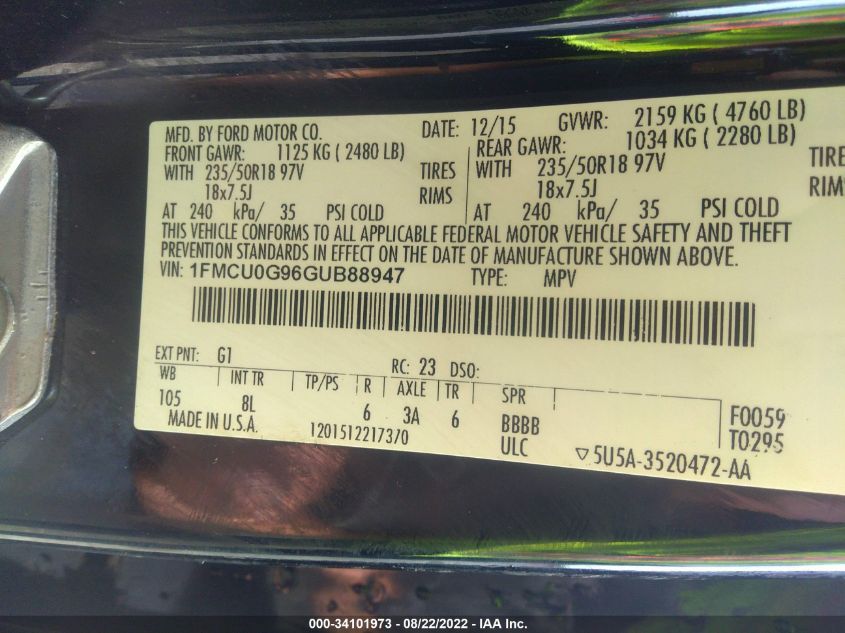 MFD. BY FORD MOTOR CO. DATE: 12/15 GVWR: 2159 KG ( 4760 LB)
FRONT GAWR: 1125 KG ( 2480 LB) REAR GAWR: 1034 KG ( 2280 LB)
WITH 235/50R18 97V TIRES WITH 235/50R18 97V TIRE
18x7.5J RIMS 18x7.5J RIMS
AT 240 kPa/ 35 PSI COLD AT 240 kPa/ 35 PSI COLD
THIS VEHICLE CONFORMS TO ALL APPLICABLE FEDERAL MOTOR VEHICLE SAFETY AND THEFT
PREVENTION STANDARDS IN EFFECT ON THE DATE OF MANUFACTURE SHOWN ABOVE.
VIN: 1FMCU0G96GUB88947 TYPE: MPV
EXT PNT: G1 RC: 23 DSO:
WB INT TR TP/PS R AXLE TR SPR
105 8L 6 3A 6 BBBB F0059
MADE IN U.S.A. 1201512217370 ULC T0295
▽5U5A-3520472-AA
000-34101973 - 08/22/2022 - IAA Inc.